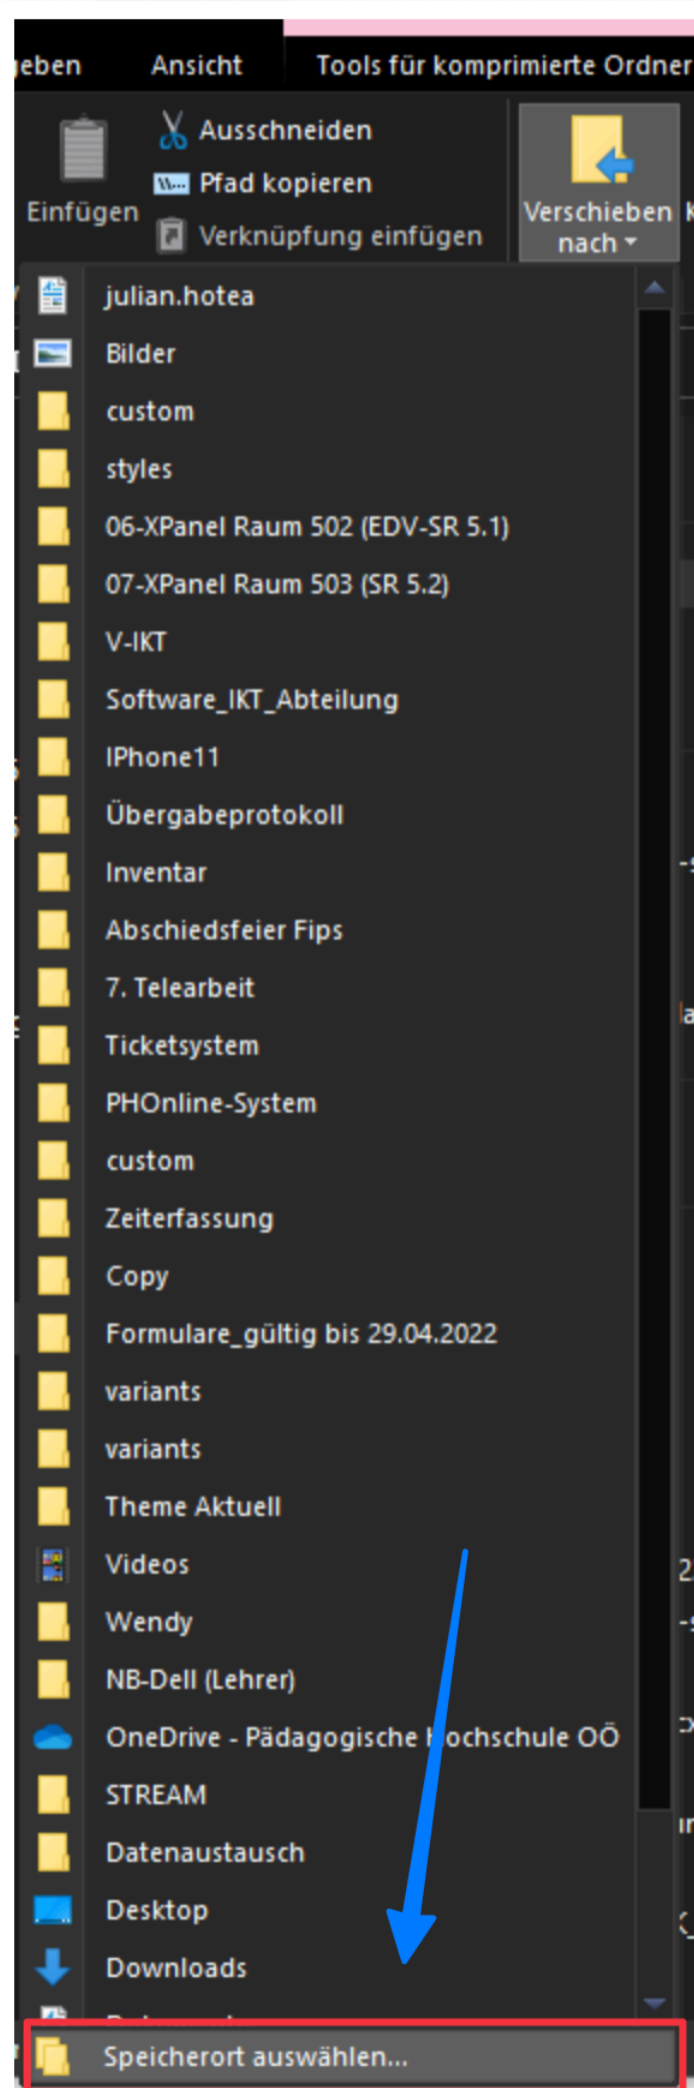 eben Ansicht Tools für komprimierte Ordner
Ausschneiden
Pfad kopieren
Einfügen
Verknüpfung einfügen
Verschieben
nach
julian.hotea
Bilder
custom
styles
06-XPanel Raum 502 (EDV-SR 5.1)
07-XPanel Raum 503 (SR 5.2)
V-IKT
Software_IKT_Abteilung
IPhone11
Übergabeprotokoll
Inventar
Abschiedsfeier Fips
7. Telearbeit
Ticketsystem
PHOnline-System
custom
Zeiterfassung
Copy
Formulare_gültig bis 29.04.2022
variants
variants
Theme Aktuell
Videos
Wendy
NB-Dell (Lehrer)
OneDrive - Pädagogische Hochschule OÖ
STREAM
Datenaustausch
Desktop
Downloads
Speicherort auswählen...